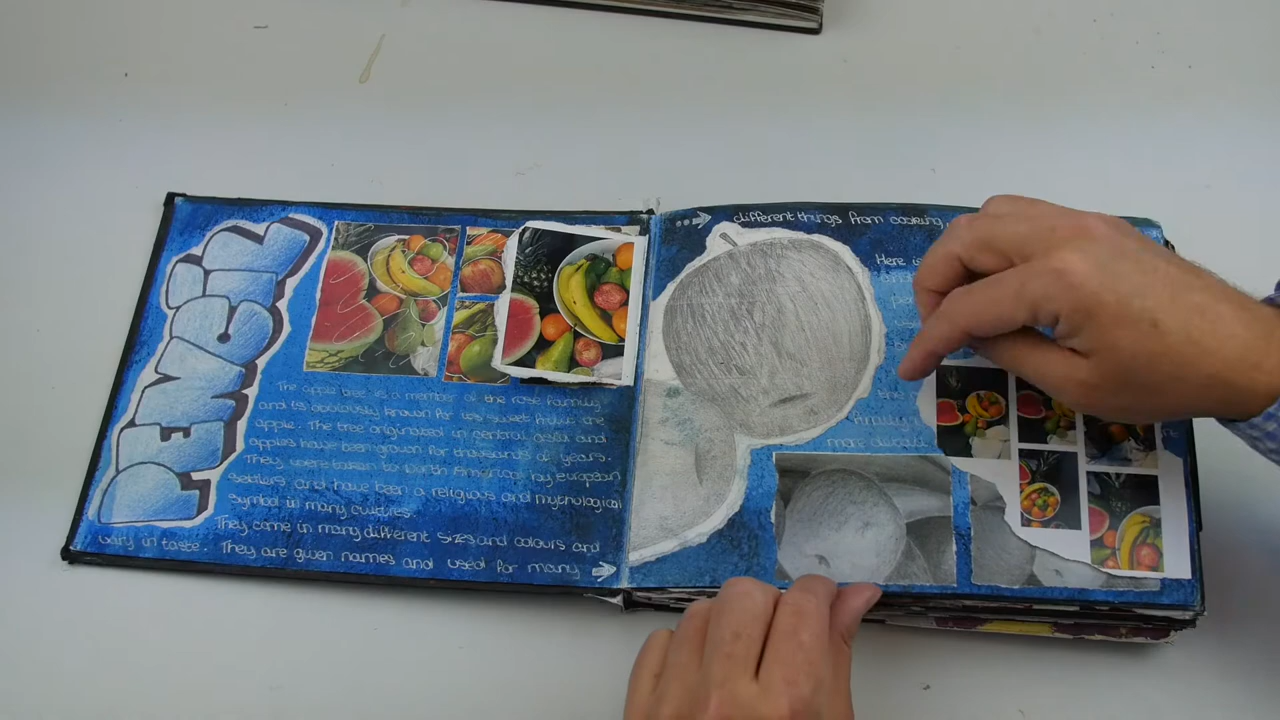 PENCIL
The apple tree is a member of the rose family
and is obviously known for its sweet fruit the
apple. The tree originated in central asia and
apples have been grown for thousands of years.
They were taken to North America by european
settlers and have been a religious and mythological
symbol in many cultures.
They come in many different sizes and colours and
vary in taste. They are given names and used for many
different things from cooking,
Here is
more detailed